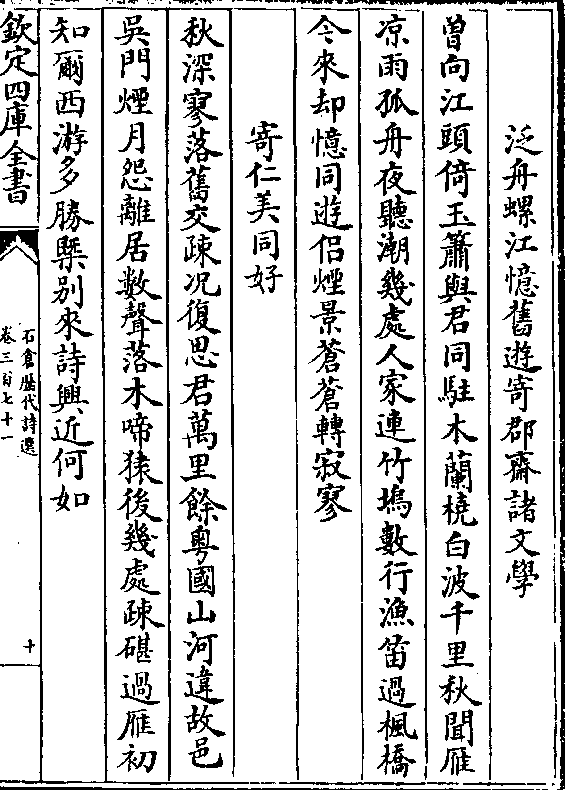 泛舟螺江憶舊遊寄郡齋諸文學
曽向江頭倚玉簫與君同駐木蘭橈白波千里秋聞雁
凉雨孤舟夜聽潮幾處人家連竹塢數行漁笛過楓橋
今來却憶同遊侣煙景蒼蒼轉寂寥
寄仁美同好
秋深寥落舊交疎况復思君萬里餘粤國山河違故邑
吳門煙月怨離居數聲落木啼猿後幾處疎碪過雁初
知爾西游多勝槩别來詩興近何如
欽定四庫全書
石倉歴代詩選
卷三百七十一
十